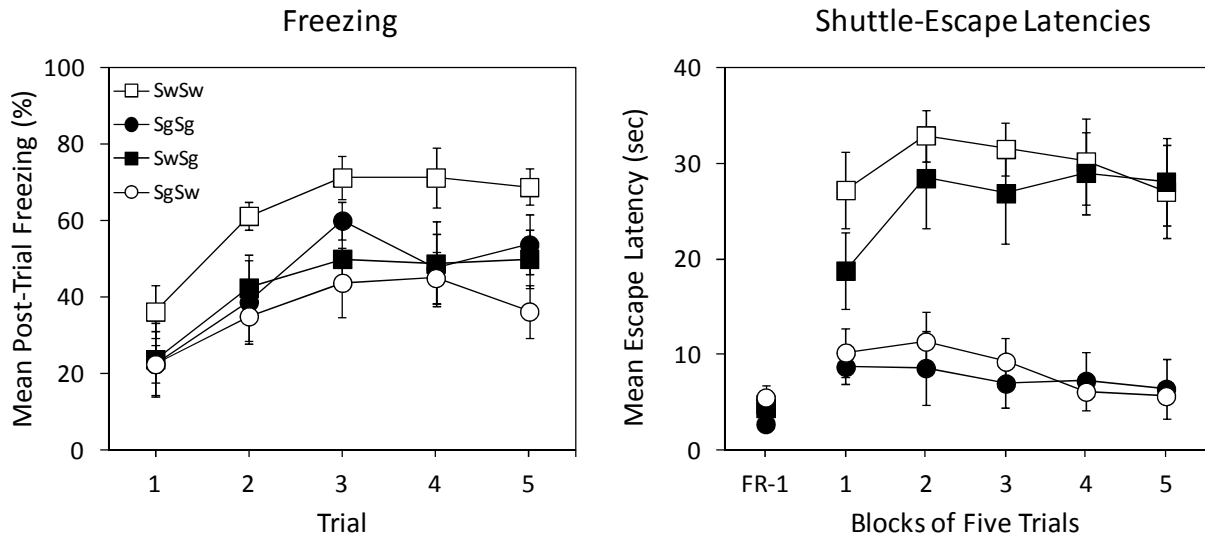 Freezing
Mean Post-Trial Freezing (%)
100
80
60
40
20
0
SwSw
SgSg
SwSg
SgSw
1 2 3 4 5
Trial
Shuttle-Escape Latencies
Mean Escape Latency (sec)
40
30
20
10
0
FR-1 1 2 3 4 5
Blocks of Five Trials